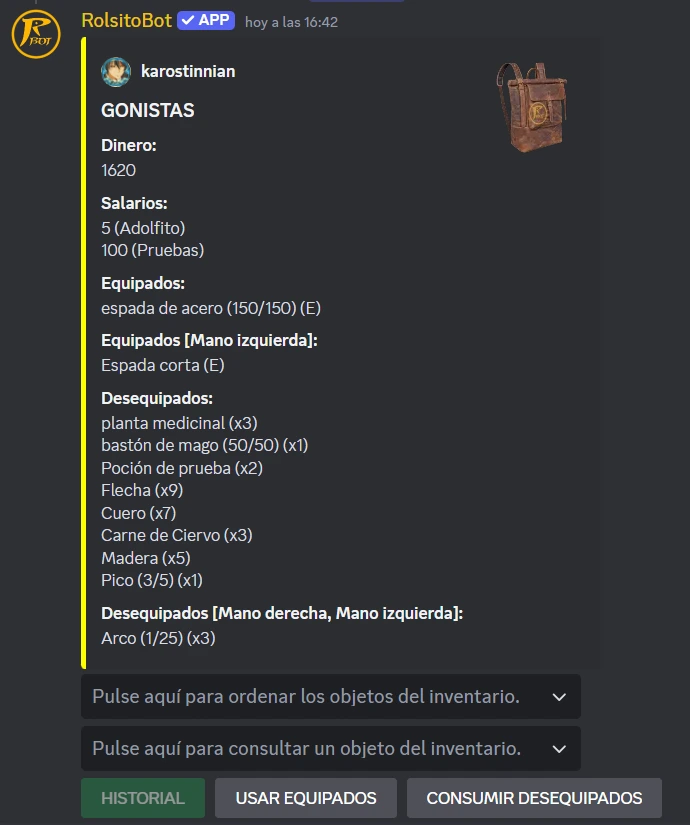 RolsitoBot ✓ APP hoy a las 16:42
R BOT
karostinnian
GONISTAS
Dinero:
1620
Salarios:
5 (Adolfito)
100 (Pruebas)
Equipados:
espada de acero (150/150) (E)
Equipados [Mano izquierda]:
Espada corta (E)
Desequipados:
planta medicinal (x3)
bastón de mago (50/50) (x1)
Poción de prueba (x2)
Flecha (x9)
Cuero (x7)
Carne de Ciervo (x3)
Madera (x5)
Pico (3/5) (x1)
Desequipados [Mano derecha, Mano izquierda]:
Arco (1/25) (x3)
Pulse aquí para ordenar los objetos del inventario.
Pulse aquí para consultar un objeto del inventario.
HISTORIAL USAR EQUIPADOS CONSUMIR DESEQUIPADOS